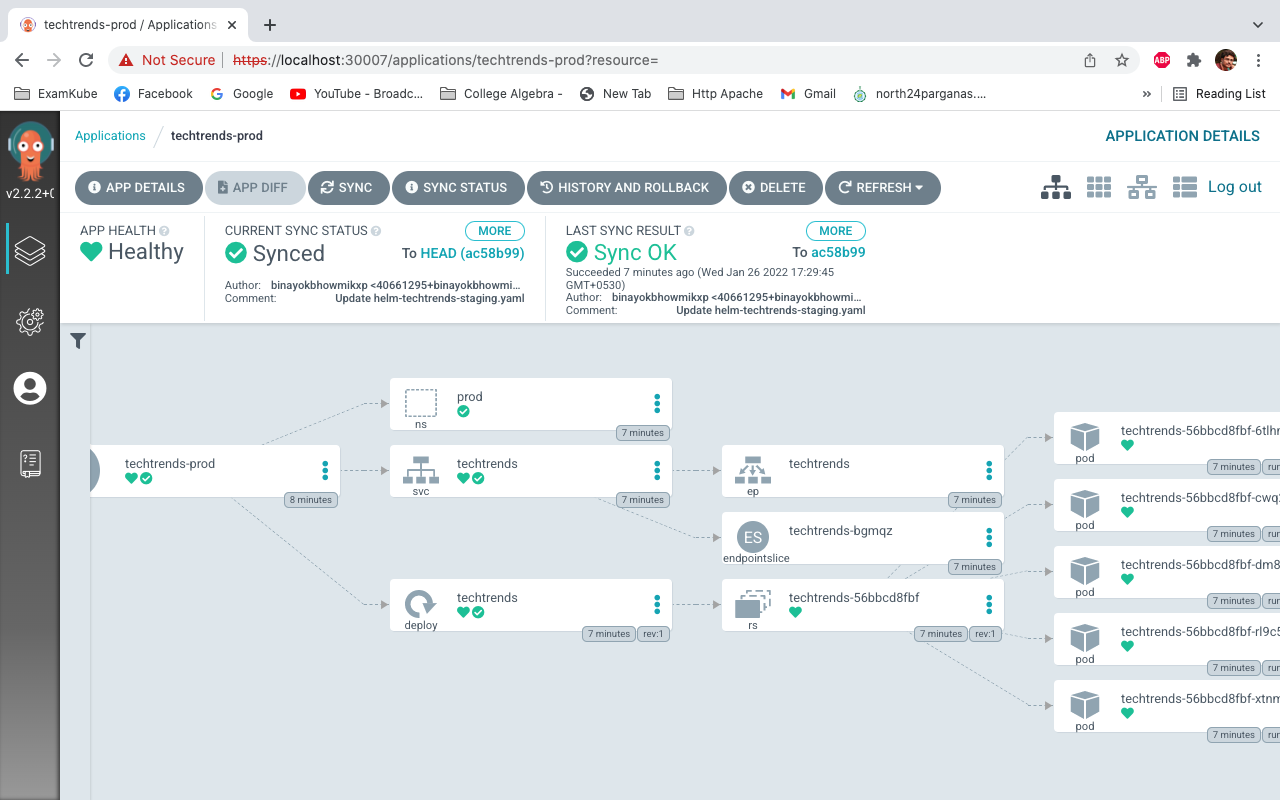 techtrends-prod / Applications
Not Secure
https://localhost:30007/applications/techtrends-prod?resource=
ABP
ExamKube
Facebook
Google
YouTube - Broadc...
College Algebra -
New Tab
Http Apache
Gmail
north24parganas....
»
Reading List
v2.2.2+0
Applications
techtrends-prod
APPLICATION DETAILS
APP DETAILS
APP DIFF
SYNC
SYNC STATUS
HISTORY AND ROLLBACK
DELETE
REFRESH
Log out
APP HEALTH
Healthy
CURRENT SYNC STATUS
MORE
Synced
To HEAD (ac58b99)
Author: binayokbhowmikxp <40661295+binayokbhowmi...
Comment: Update helm-techtrends-staging.yaml
LAST SYNC RESULT
MORE
Sync OK
To ac58b99
Succeeded 7 minutes ago (Wed Jan 26 2022 17:29:45
GMT+0530)
Author: binayokbhowmikxp <40661295+binayokbhowmi...
Comment: Update helm-techtrends-staging.yaml
techtrends-prod
8 minutes
prod
ns
7 minutes
techtrends
svc
7 minutes
techtrends
deploy
7 minutes
rev:1
techtrends
ep
7 minutes
ES
techtrends-bgmqz
endpointslice
7 minutes
techtrends-56bbcd8fbf
rs
7 minutes
rev:1
techtrends-56bbcd8fbf-6tlhr
pod
7 minutes
run
techtrends-56bbcd8fbf-cwq
pod
7 minutes
run
techtrends-56bbcd8fbf-dm8
pod
7 minutes
run
techtrends-56bbcd8fbf-rl9c5
pod
7 minutes
run
techtrends-56bbcd8fbf-xtnm
pod
7 minutes
run